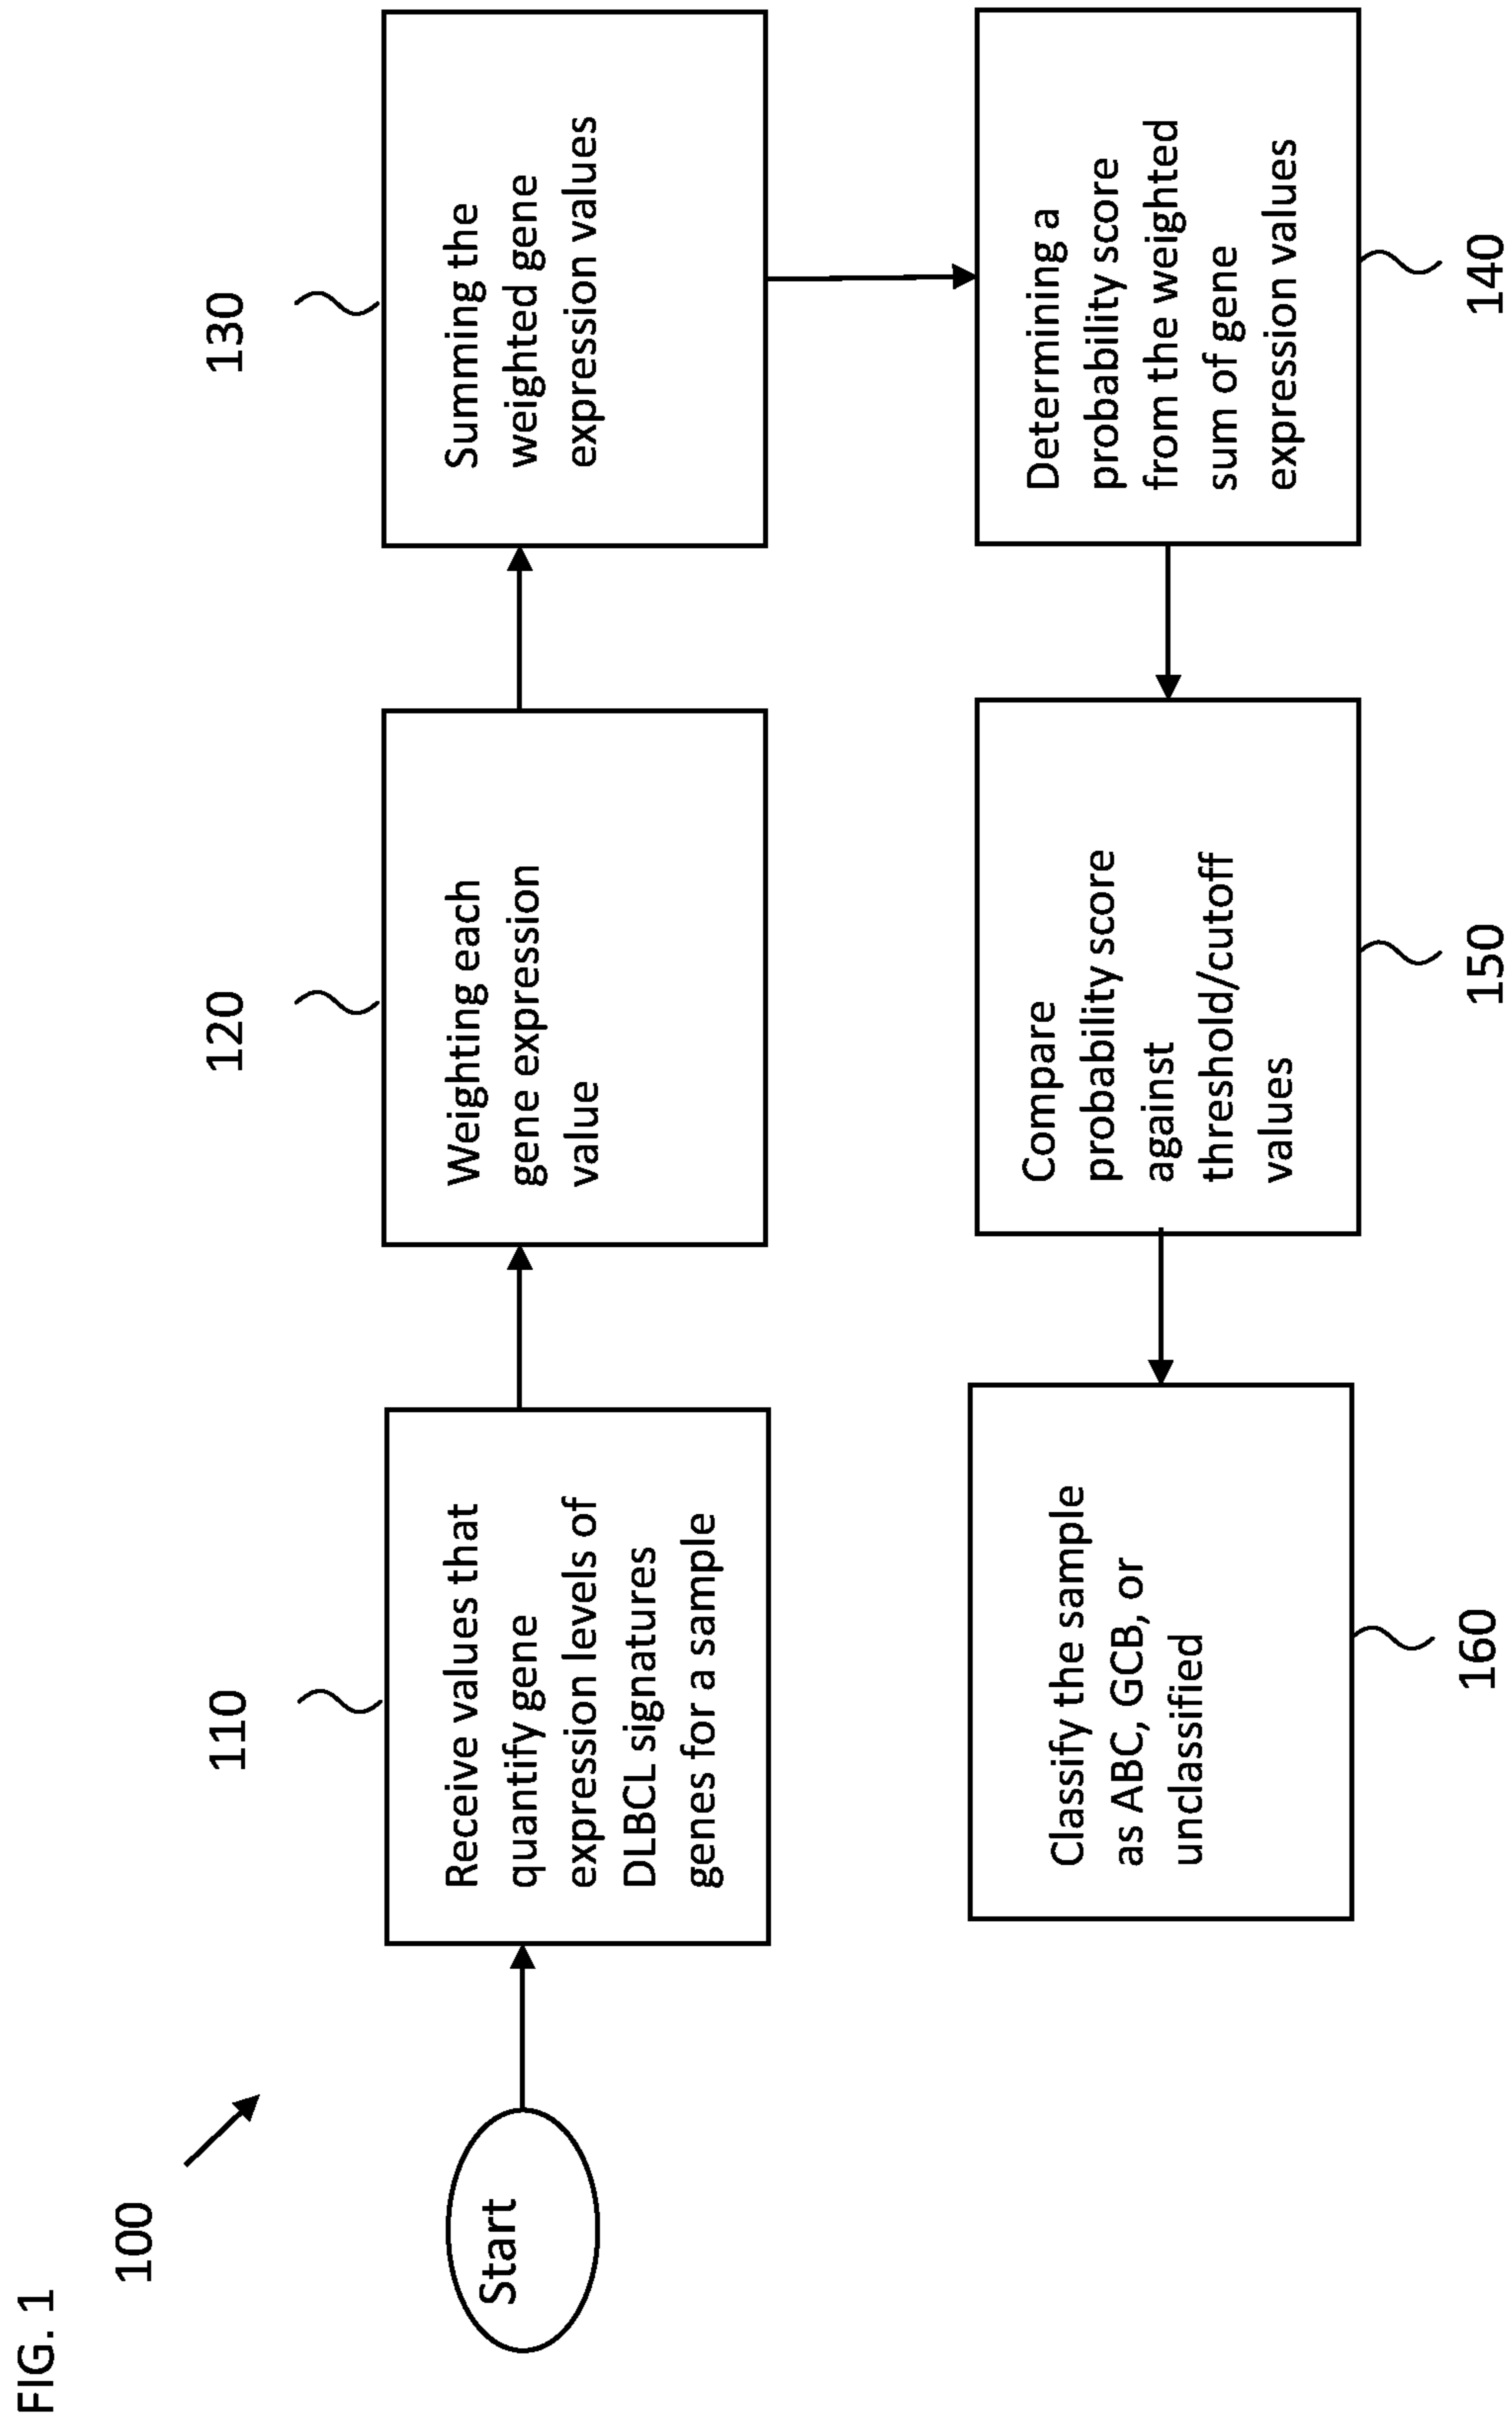 FIG. 1
100
Start
110
Receive values that
quantify gene
expression levels of
DLBCL signatures
genes for a sample
120
Weighting each
gene expression
value
130
Summing the
weighted gene
expression values
Determining a
probability score
from the weighted
sum of gene
expression values
140
Compare
probability score
against
threshold/cutoff
values
150
Classify the sample
as ABC, GCB, or
unclassified
160